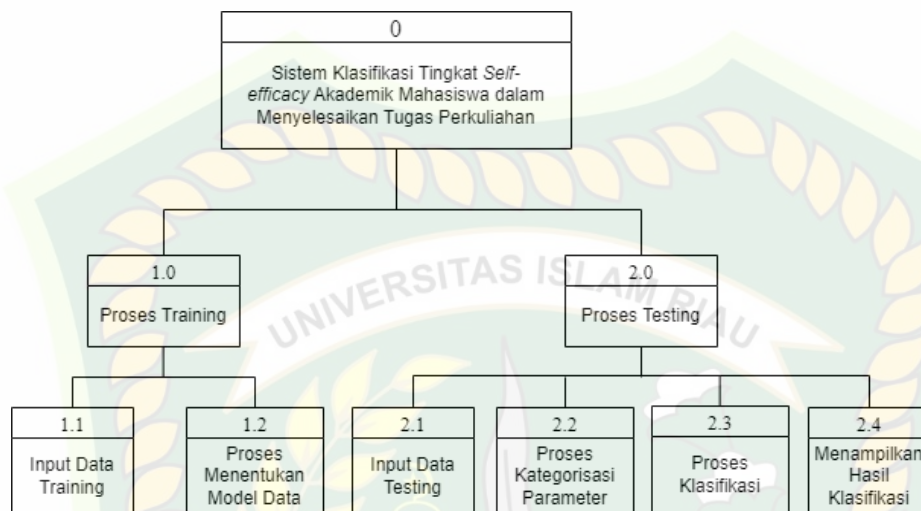 0
Sistem Klasifikasi Tingkat Self-
efficacy Akademik Mahasiswa dalam
Menyelesaikan Tugas Perkuliahan
1.0
Proses Training
2.0
Proses Testing
UNIVERSITAS ISLAM RIAU
1.1
Input Data
Training
1.2
Proses
Menentukan
Model Data
2.1
Input Data
Testing
2.2
Proses
Kategorisasi
Parameter
2.3
Proses
Klasifikasi
2.4
Menampilkan
Hasil
Klasifikasi